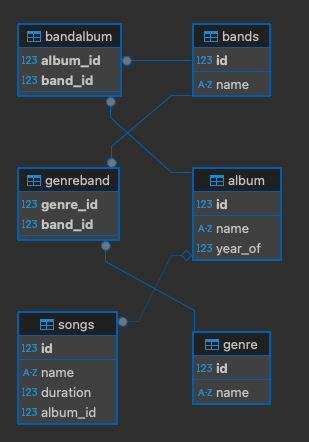 bandalbum
123 album_id
123 band_id
bands
123 id
A-Z name
genreband
123 genre_id
123 band_id
album
123 id
A-Z name
123 year_of
songs
123 id
A-Z name
123 duration
123 album_id
genre
123 id
A-Z name